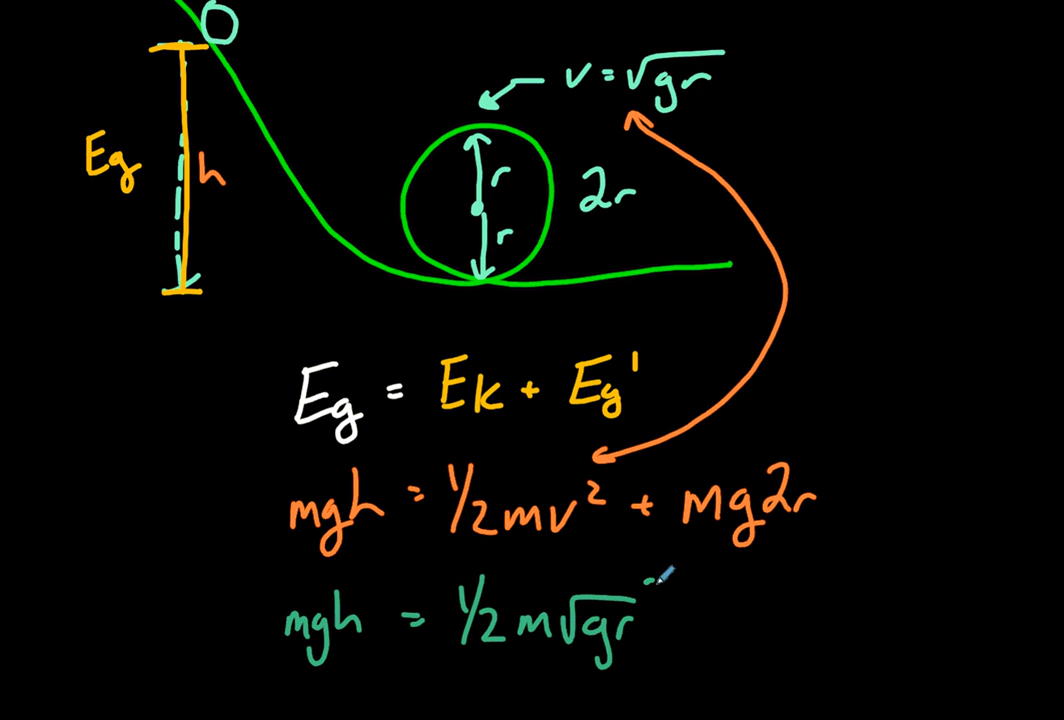 v = √gr
Eg
h
r
2r
r
Eg = Ek + Eg'
mgh = 1/2mv² + mg2r
mgh = 1/2m√gr